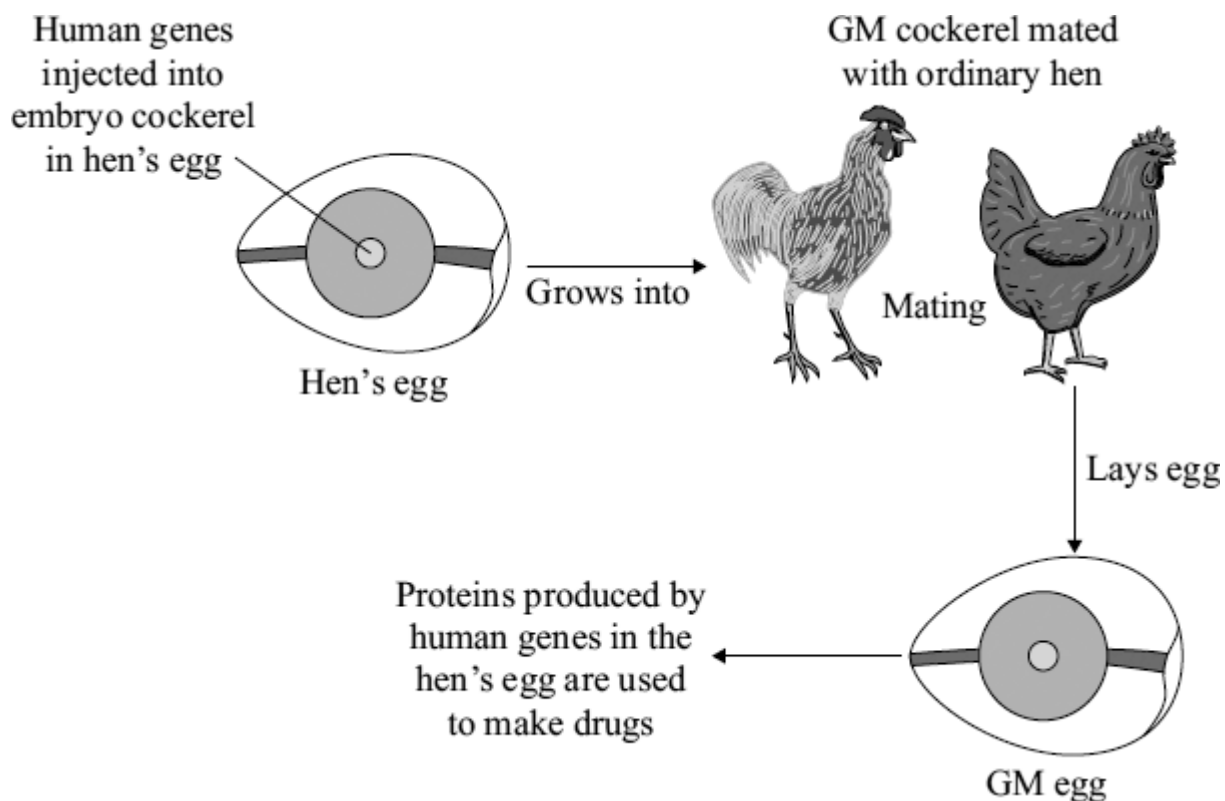 Human genes
injected into
embryo cockerel
in hen's egg
Hen's egg
Grows into
GM cockerel mated
with ordinary hen
Mating
Lays egg
Proteins produced by
human genes in the
hen's egg are used
to make drugs
GM egg